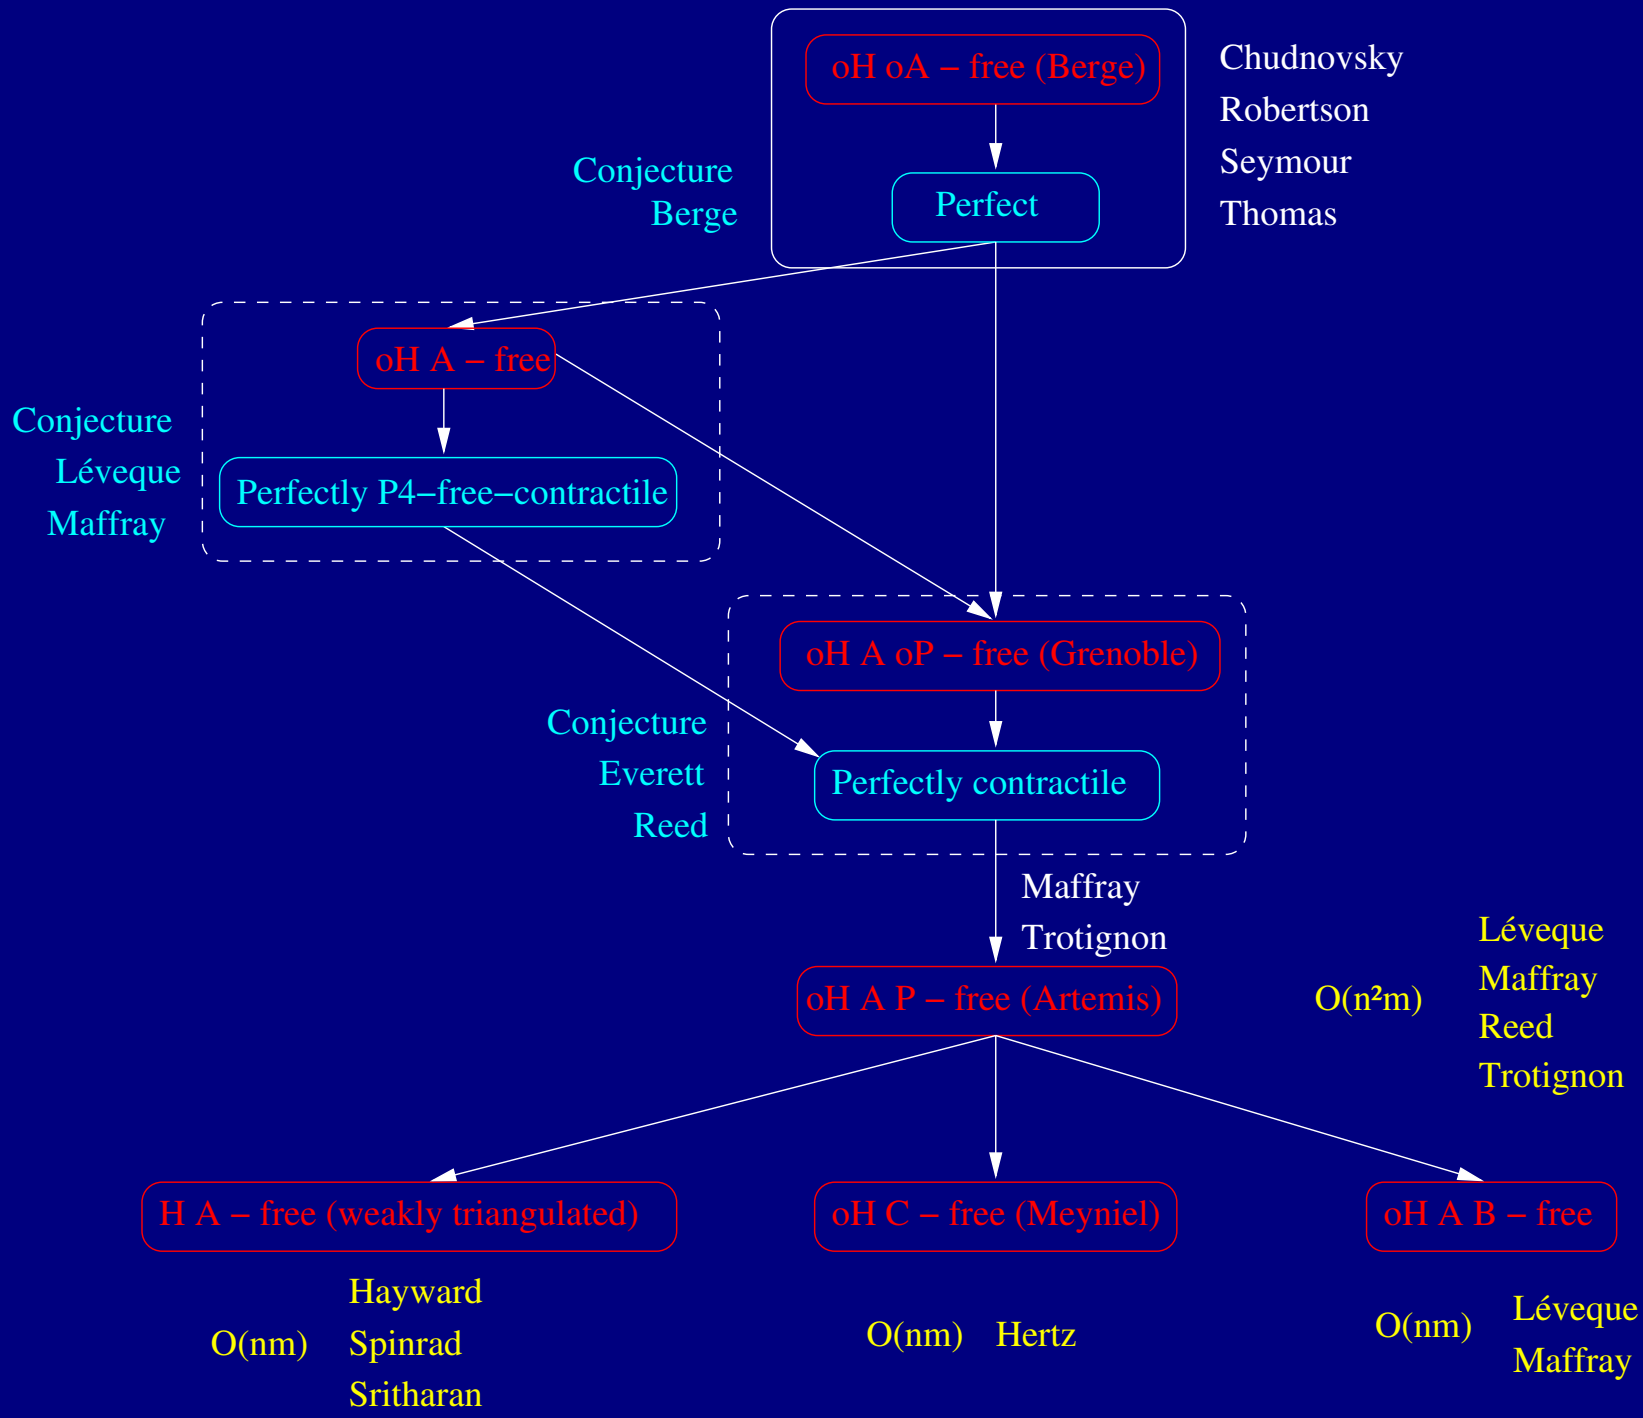 oH oA − free (Berge)
Chudnovsky
Robertson
Seymour
Thomas
Conjecture
Berge
Perfect
oH A − free
Conjecture
Léveque
Maffray
Perfectly P4−free−contractile
oH A oP − free (Grenoble)
Conjecture
Everett
Reed
Perfectly contractile
Maffray
Trotignon
oH A P − free (Artemis)
O(n²m)
Léveque
Maffray
Reed
Trotignon
H A − free (weakly triangulated)
oH C − free (Meyniel)
oH A B − free
O(nm)
Hayward
Spinrad
Sritharan
O(nm) Hertz
O(nm)
Léveque
Maffray